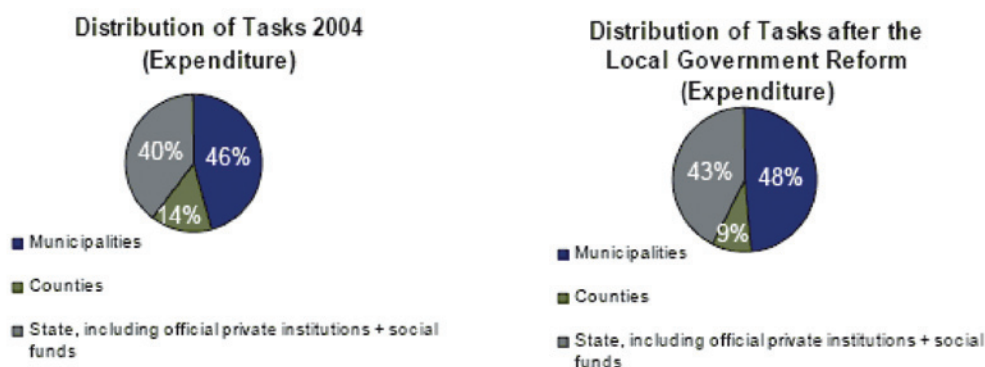 Distribution of Tasks 2004
(Expenditure)
40%
46%
14%
Municipalities
Counties
State, including official private institutions + social
funds
Distribution of Tasks after the
Local Government Reform
(Expenditure)
43%
48%
9%
Municipalities
Counties
State, including official private institutions + social
funds